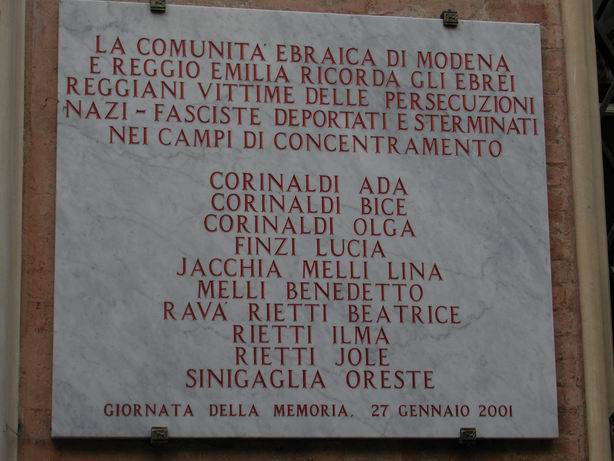 LA COMUNITA' EBRAICA DI MODENA
E REGGIO EMILIA RICORDA GLI EBREI
REGGIANI VITTIME DELLE PERSECUZIONI
NAZI - FASCISTE DEPORTATI E STERMINATI
NEI CAMPI DI CONCENTRAMENTO
CORINALDI ADA
CORINALDI BICE
CORINALDI OLGA
FINZI LUCIA
JACCHIA MELLI LINA
MELLI BENEDETTO
RAVA' RIETTI BEATRICE
RIETTI ILMA
RIETTI JOLE
SINIGAGLIA ORESTE
GIORNATA DELLA MEMORIA. 27 GENNAIO 2001